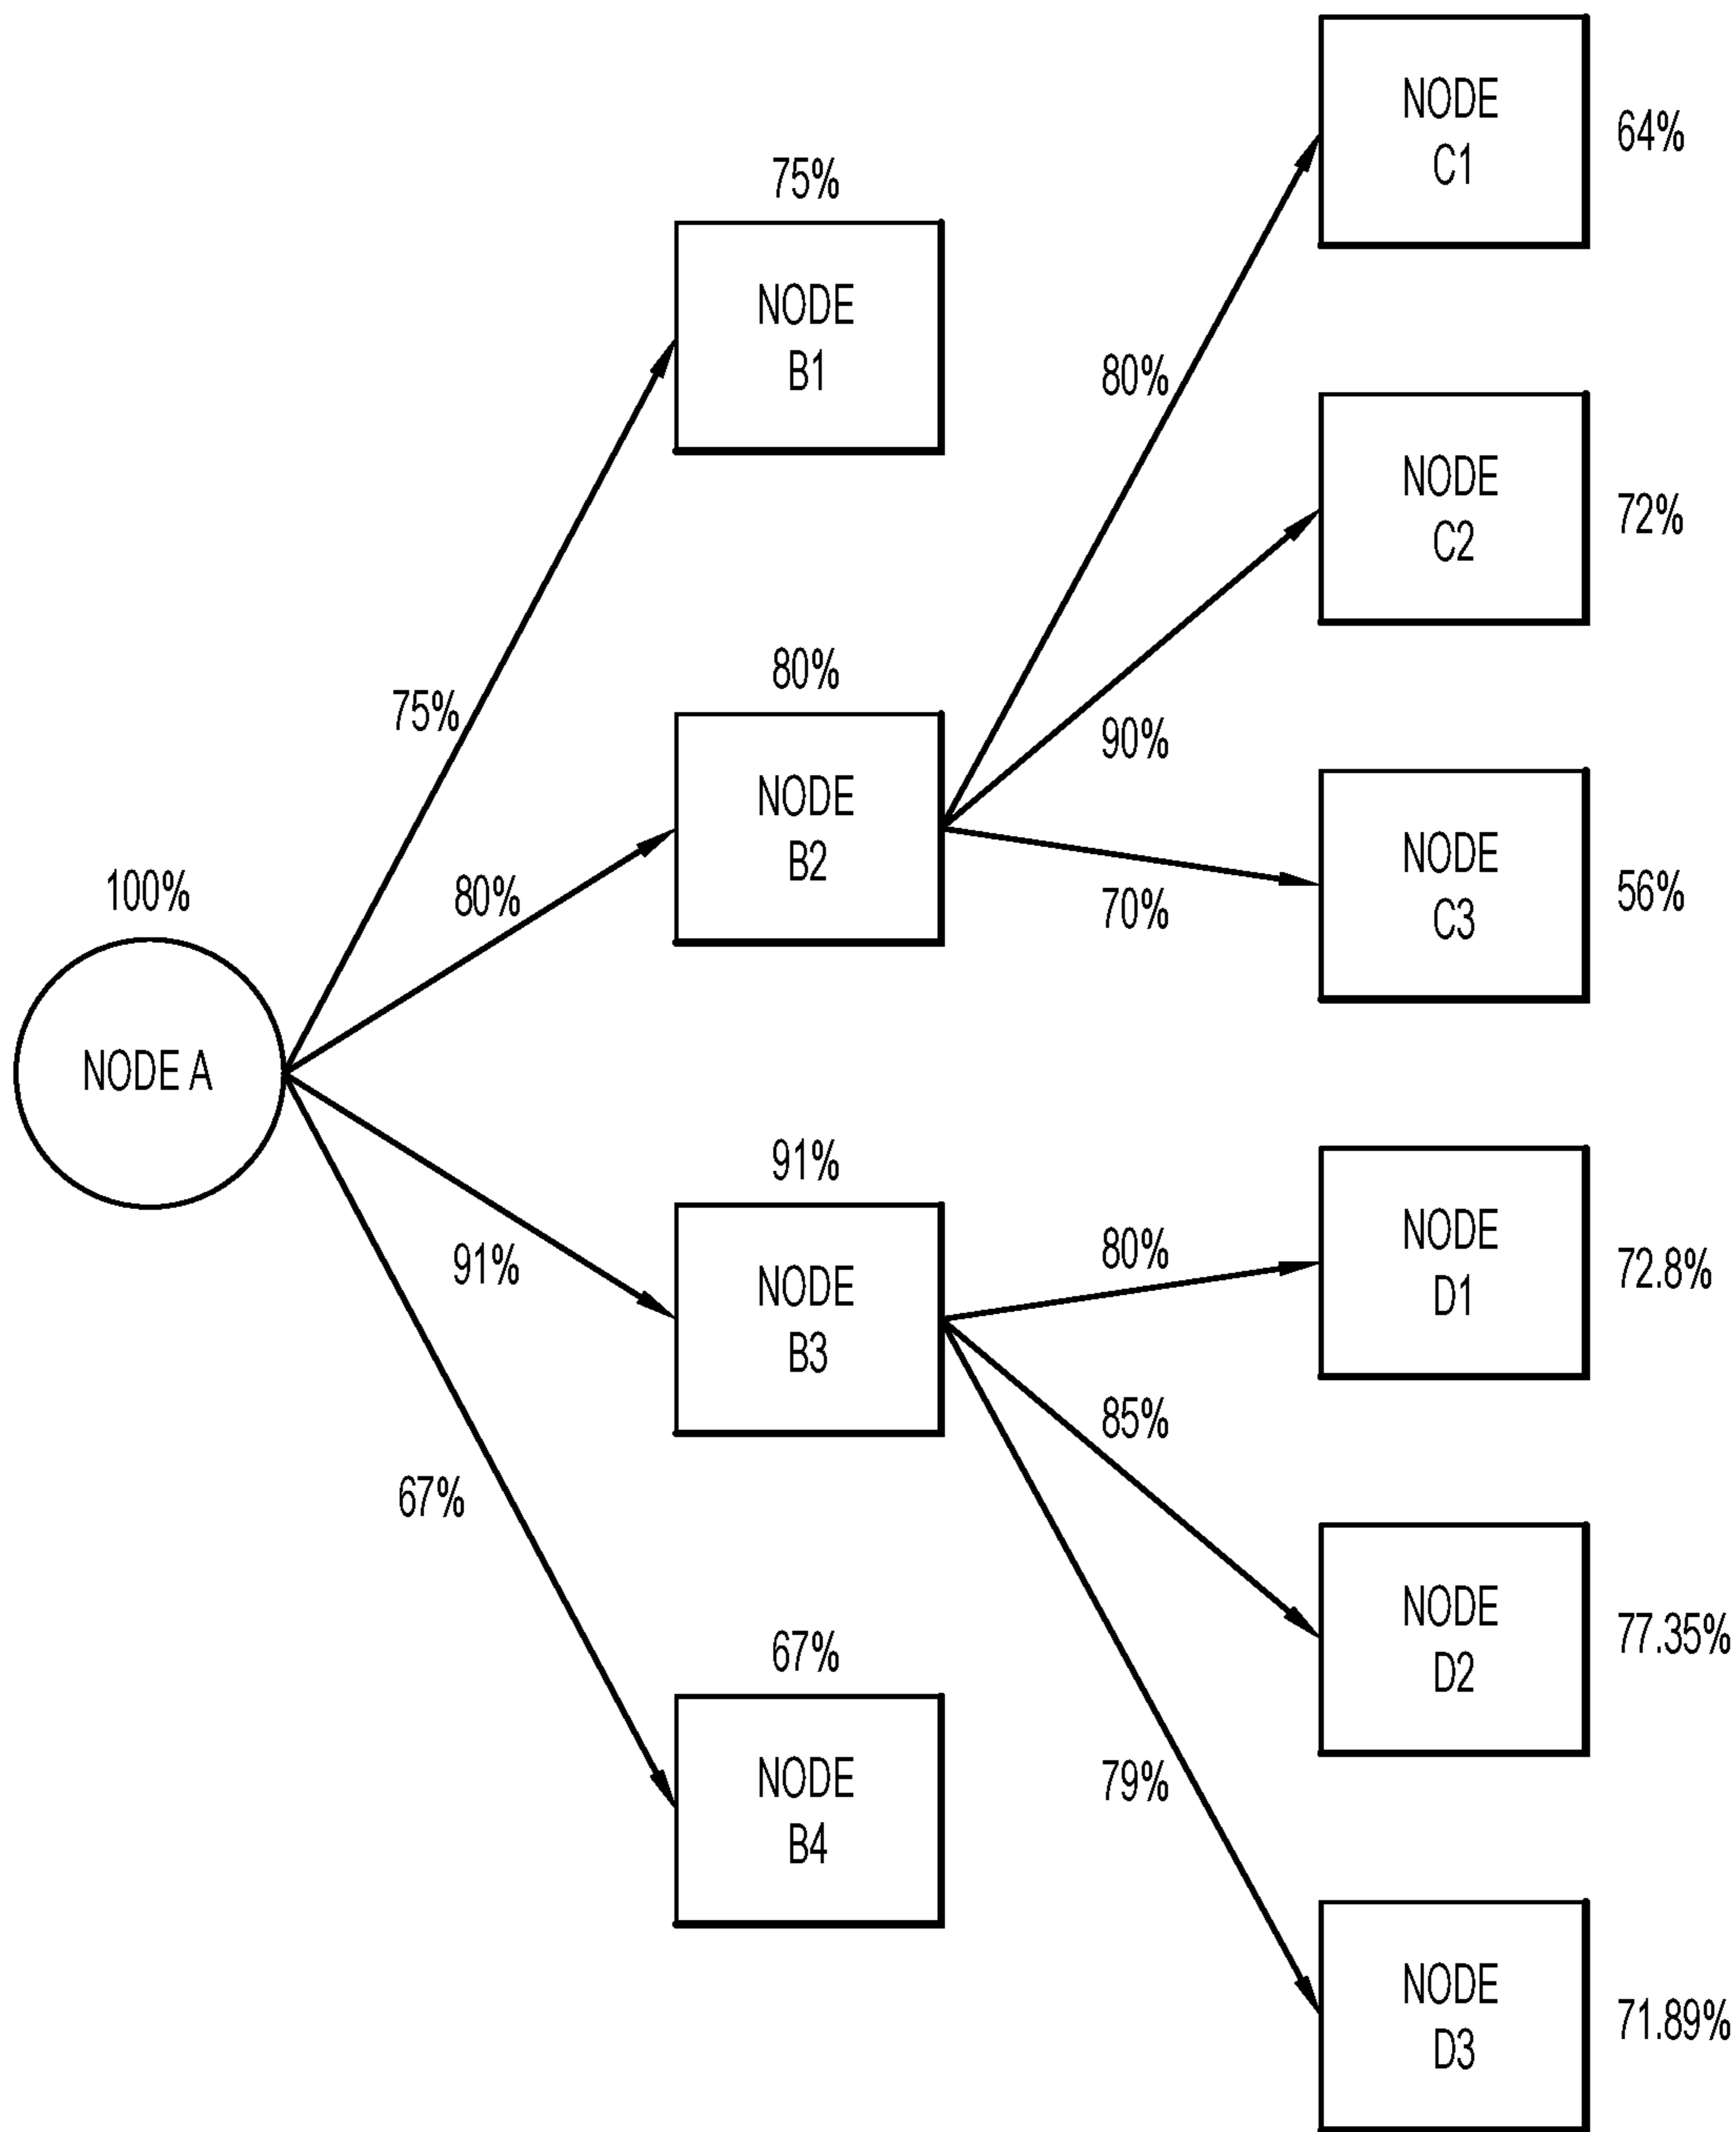 100%
NODE A
75%
80%
91%
67%
75%
NODE
B1
80%
NODE
B2
91%
NODE
B3
67%
NODE
B4
80%
90%
70%
80%
85%
79%
NODE
C1
64%
NODE
C2
72%
NODE
C3
56%
NODE
D1
72.8%
NODE
D2
77.35%
NODE
D3
71.89%